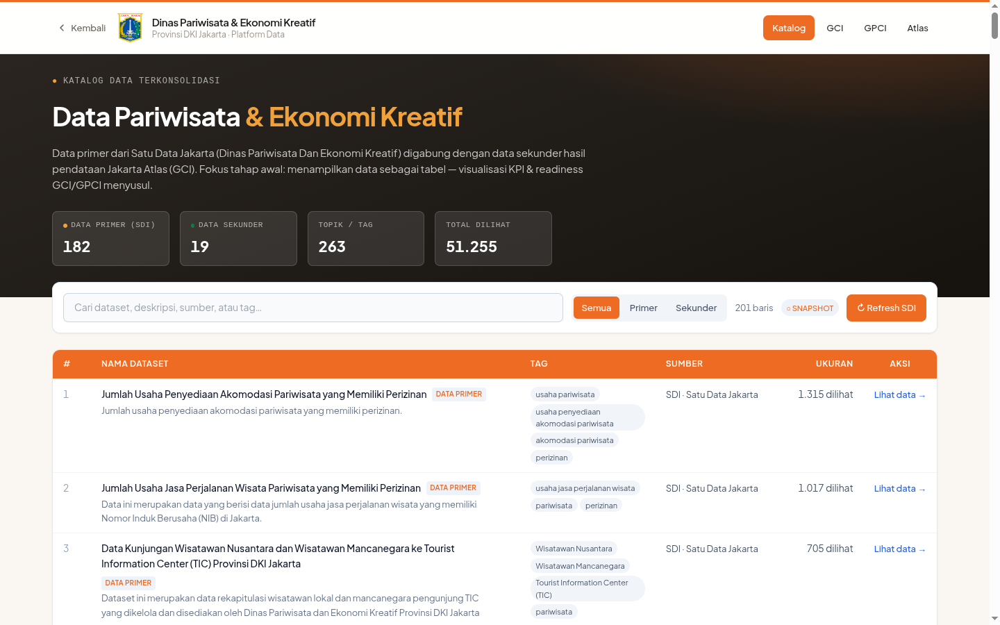 Kembali
Dinas Pariwisata & Ekonomi Kreatif
Provinsi DKI Jakarta · Platform Data
Katalog
GCI
GPCI
Atlas
KATALOG DATA TERKONSOLIDASI
Data Pariwisata & Ekonomi Kreatif
Data primer dari Satu Data Jakarta (Dinas Pariwisata Dan Ekonomi Kreatif) digabung dengan data sekunder hasil
pendataan Jakarta Atlas (GCI). Fokus tahap awal: menampilkan data sebagai tabel — visualisasi KPI & readiness
GCI/GPCI menyusul.
DATA PRIMER (SDI)
182
DATA SEKUNDER
19
TOPIK / TAG
263
TOTAL DILIHAT
51.255
Cari dataset, deskripsi, sumber, atau tag…
Semua
Primer
Sekunder
201 baris
○ SNAPSHOT
↻ Refresh SDI
# NAMA DATASET TAG SUMBER UKURAN AKSI
1
Jumlah Usaha Penyediaan Akomodasi Pariwisata yang Memiliki Perizinan DATA PRIMER
Jumlah usaha penyediaan akomodasi pariwisata yang memiliki perizinan.
usaha pariwisata
usaha penyediaan
akomodasi pariwisata
akomodasi pariwisata
perizinan
SDI · Satu Data Jakarta
1.315 dilihat
Lihat data →
2
Jumlah Usaha Jasa Perjalanan Wisata Pariwisata yang Memiliki Perizinan DATA PRIMER
Data ini merupakan data yang berisi data jumlah usaha jasa perjalanan wisata yang memiliki
Nomor Induk Berusaha (NIB) di Jakarta.
usaha jasa perjalanan wisata
pariwisata perizinan
SDI · Satu Data Jakarta
1.017 dilihat
Lihat data →
3
Data Kunjungan Wisatawan Nusantara dan Wisatawan Mancanegara ke Tourist
Information Center (TIC) Provinsi DKI Jakarta
DATA PRIMER
Dataset ini merupakan data rekapitulasi wisatawan lokal dan mancanegara pengunjung TIC
yang dikelola dan disediakan oleh Dinas Pariwisata dan Ekonomi Kreatif Provinsi DKI Jakarta
Wisatawan Nusantara
Wisatawan Mancanegara
Tourist Information Center
(TIC)
pariwisata
SDI · Satu Data Jakarta
705 dilihat
Lihat data →